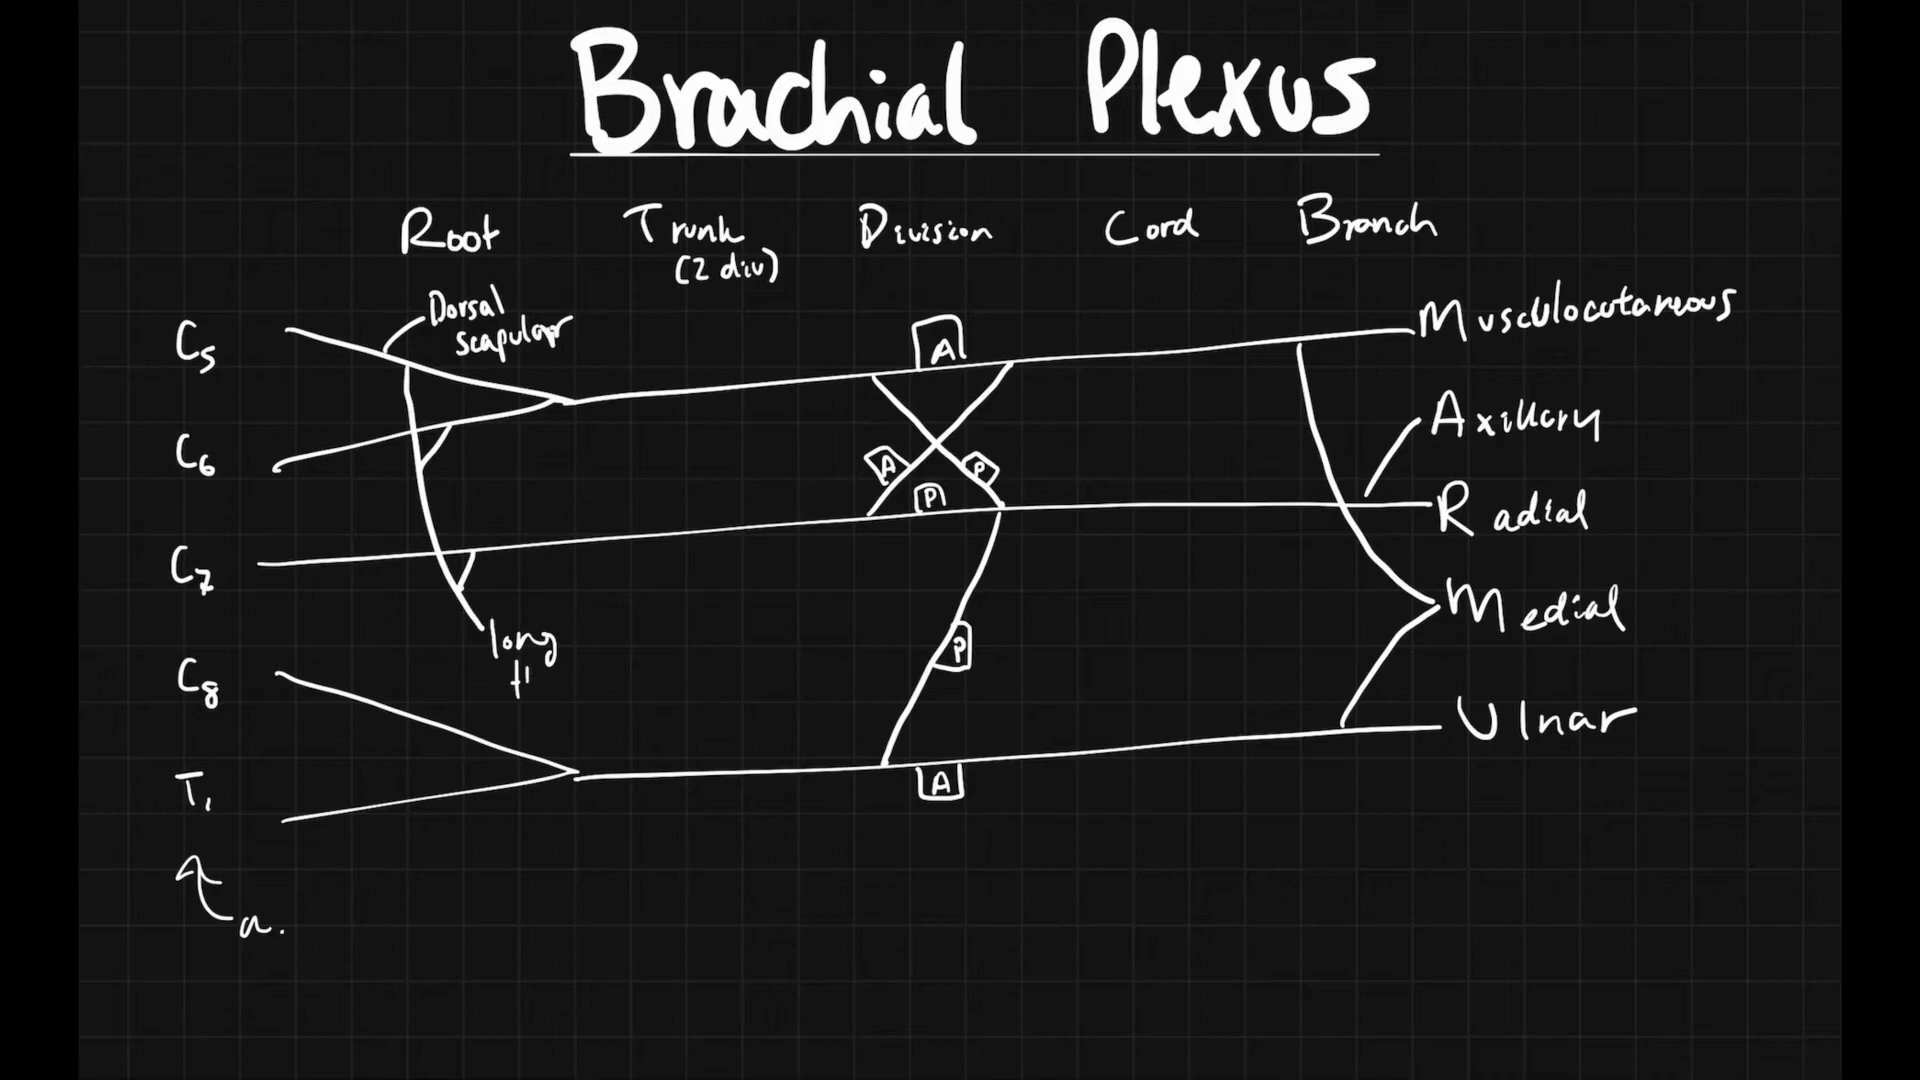 Brachial Plexus
Root Trunk Division Cord Branch
(2 div)
Dorsal
scapular
C5
C6
C7
C8
T1
a.
long
A
A
P
P
P
A
Musculocutaneous
Axillary
Radial
Medial
Ulnar